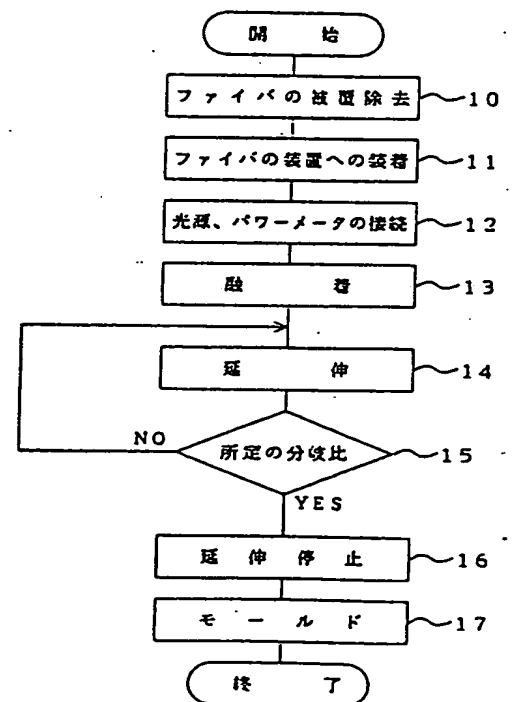 開 始
ファイバの被覆除去 10
ファイバの装置への装着 11
光源、パワーメータの接続 12
融 着 13
延 伸 14
所定の分岐比 15
NO
YES
延 伸 停 止 16
モ ー ル ド 17
終 了